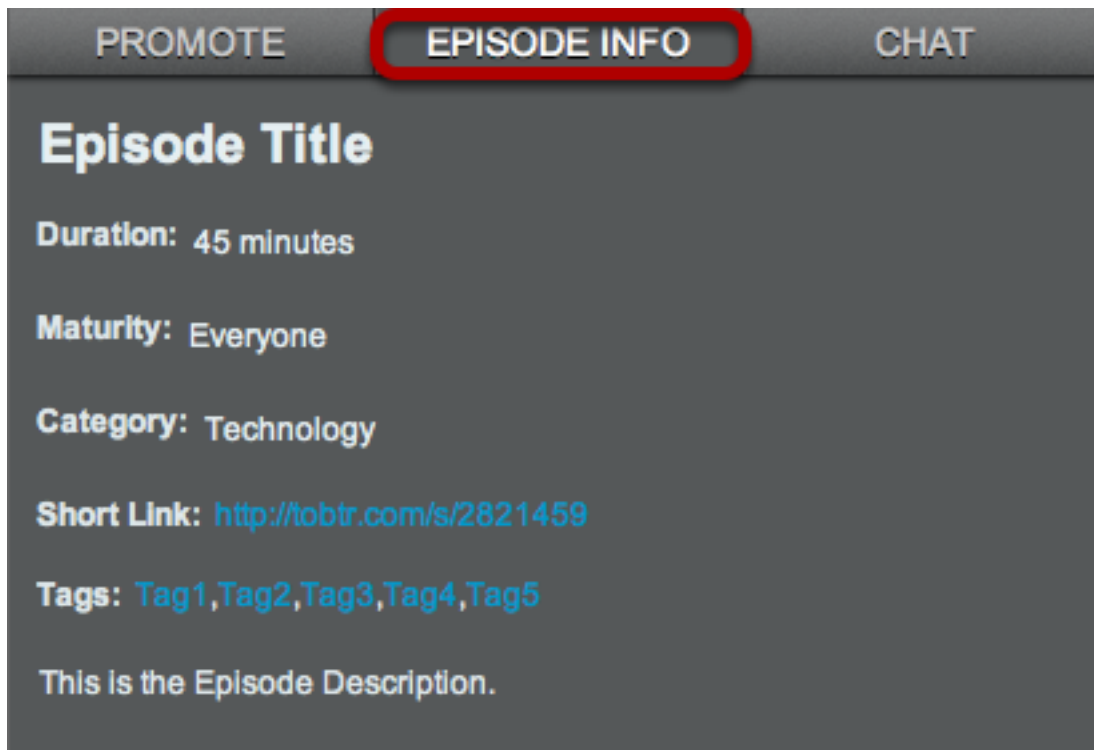 PROMOTE EPISODE INFO CHAT
Episode Title
Duration: 45 minutes
Maturity: Everyone
Category: Technology
Short Link: http://tobtr.com/s/2821459
Tags: Tag1,Tag2,Tag3,Tag4,Tag5
This is the Episode Description.